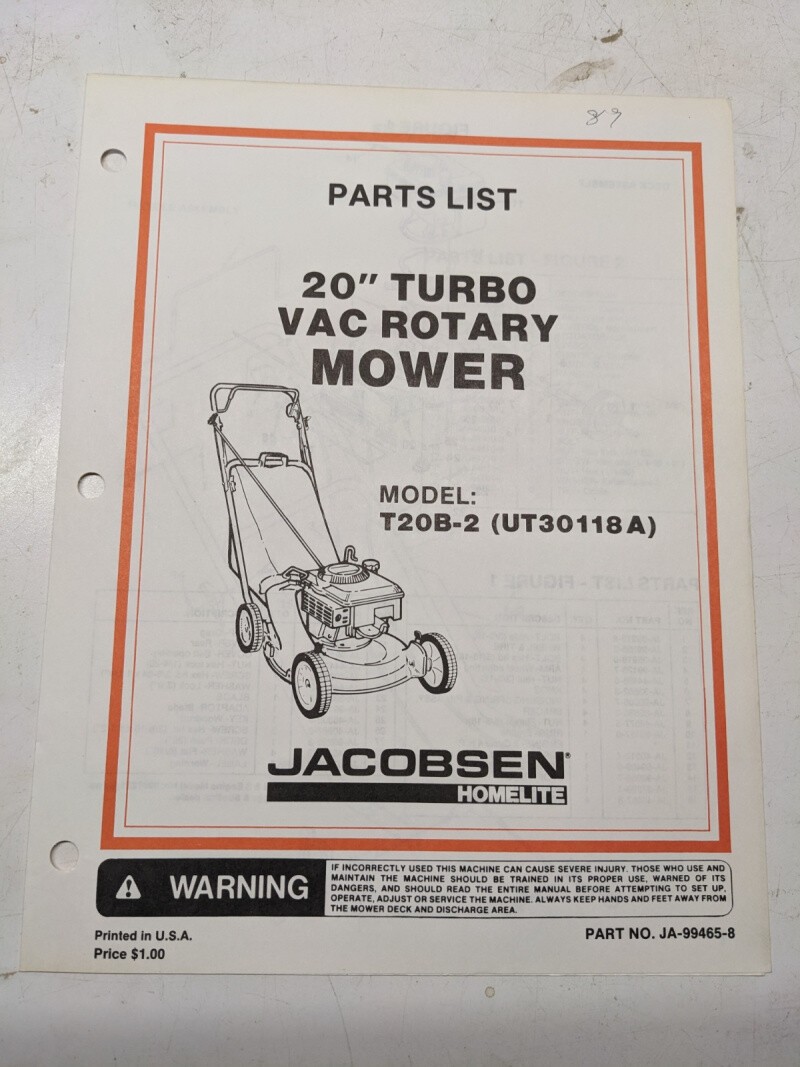 89
PARTS LIST
20" TURBO
VAC ROTARY
MOWER
MODEL:
T20B-2 (UT30118A)
JACOBSEN®
HOMELITE
WARNING
IF INCORRECTLY USED THIS MACHINE CAN CAUSE SEVERE INJURY. THOSE WHO USE AND
MAINTAIN THE MACHINE SHOULD BE TRAINED IN ITS PROPER USE, WARNED OF ITS
DANGERS, AND SHOULD READ THE ENTIRE MANUAL BEFORE ATTEMPTING TO SET UP,
OPERATE, ADJUST OR SERVICE THE MACHINE. ALWAYS KEEP HANDS AND FEET AWAY FROM
THE MOWER DECK AND DISCHARGE AREA.
Printed in U.S.A.
Price $1.00
PART NO. JA-99465-8